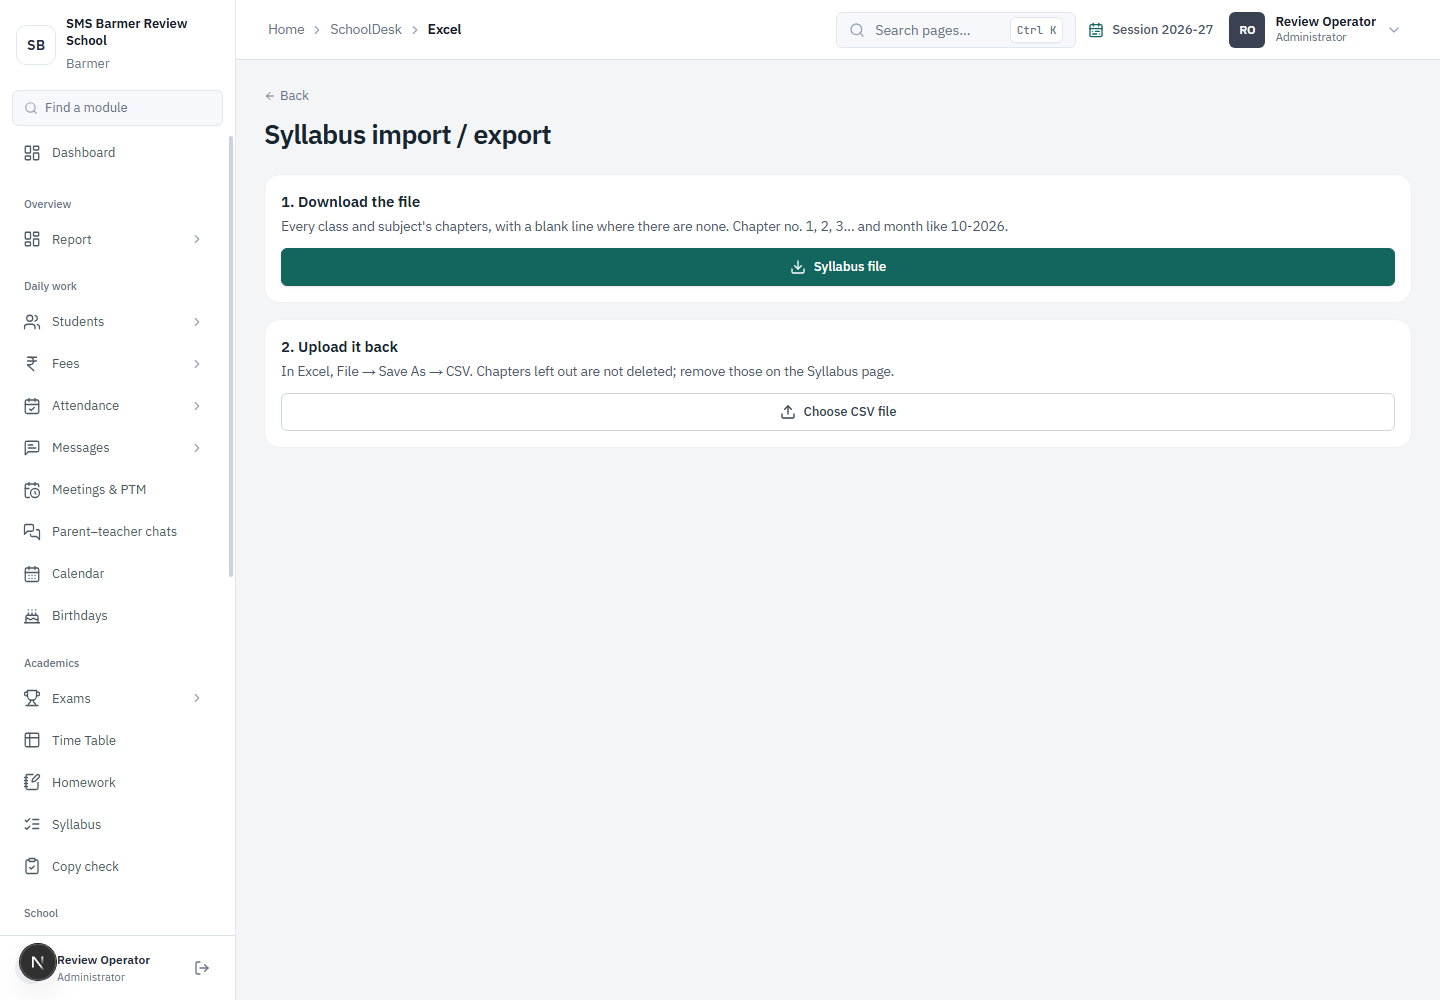 SB
SMS Barmer Review
School
Barmer
Find a module
Dashboard
Overview
Report
Daily work
Students
Fees
Attendance
Messages
Meetings & PTM
Parent–teacher chats
Calendar
Birthdays
Academics
Exams
Time Table
Homework
Syllabus
Copy check
School
N
Review Operator
Administrator
Home
SchoolDesk
Excel
Search pages...
Ctrl K
Session 2026-27
RO
Review Operator
Administrator
← Back
Syllabus import / export
1. Download the file
Every class and subject's chapters, with a blank line where there are none. Chapter no. 1, 2, 3... and month like 10-2026.
Syllabus file
2. Upload it back
In Excel, File → Save As → CSV. Chapters left out are not deleted; remove those on the Syllabus page.
Choose CSV file